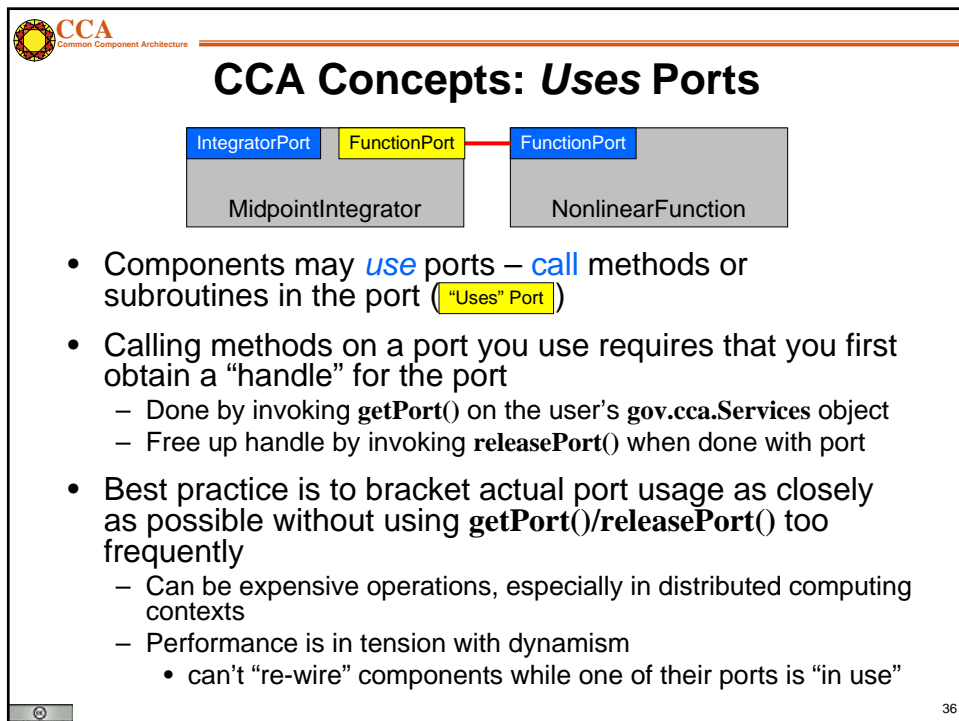 CCA
Common Component Architecture
CCA Concepts: Uses Ports
IntegratorPort FunctionPort FunctionPort
MidpointIntegrator NonlinearFunction
• Components may use ports – call methods or
subroutines in the port ( “Uses” Port )
• Calling methods on a port you use requires that you first
obtain a “handle” for the port
– Done by invoking getPort() on the user’s gov.cca.Services object
– Free up handle by invoking releasePort() when done with port
• Best practice is to bracket actual port usage as closely
as possible without using getPort()/releasePort() too
frequently
– Can be expensive operations, especially in distributed computing
contexts
– Performance is in tension with dynamism
• can’t “re-wire” components while one of their ports is “in use”
cc
36